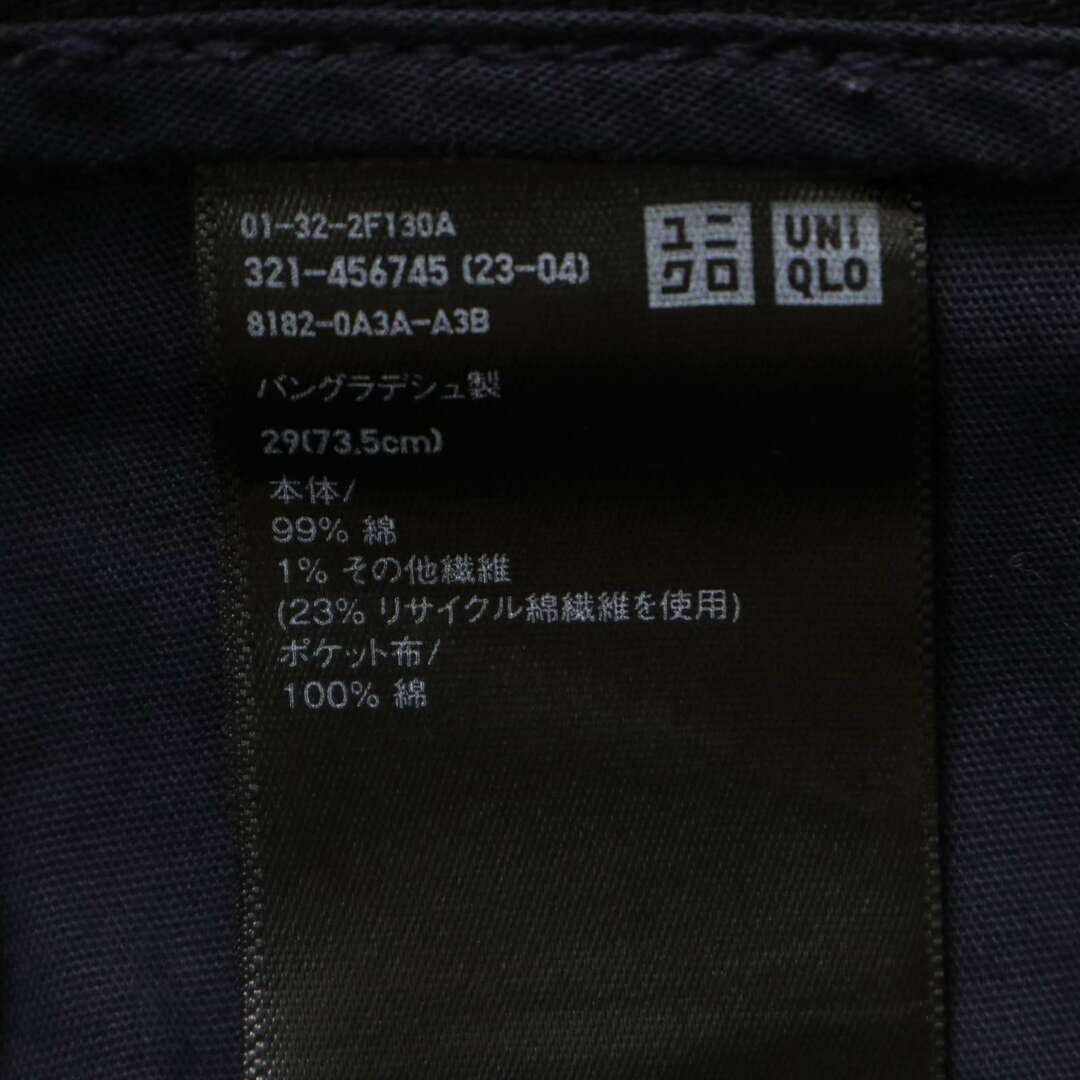 01-32-2F130A
321-456745 (23-04)
8182-0A3A-A3B
ユニ
クロ
UNI
QLO
バングラデシュ製
29(73.5cm)
本体/
99% 綿
1% その他繊維
(23% リサイクル綿繊維を使用)
ポケット布/
100% 綿